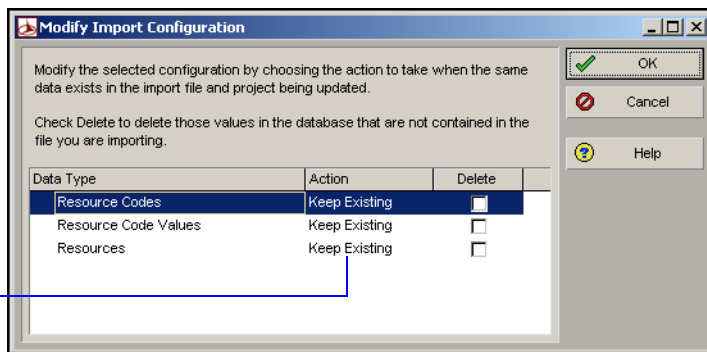 Modify Import Configuration
Modify the selected configuration by choosing the action to take when the same
data exists in the import file and project being updated.
Check Delete to delete those values in the database that are not contained in the
file you are importing.
Data Type Action Delete
Resource Codes Keep Existing
Resource Code Values Keep Existing
Resources Keep Existing
OK
Cancel
Help